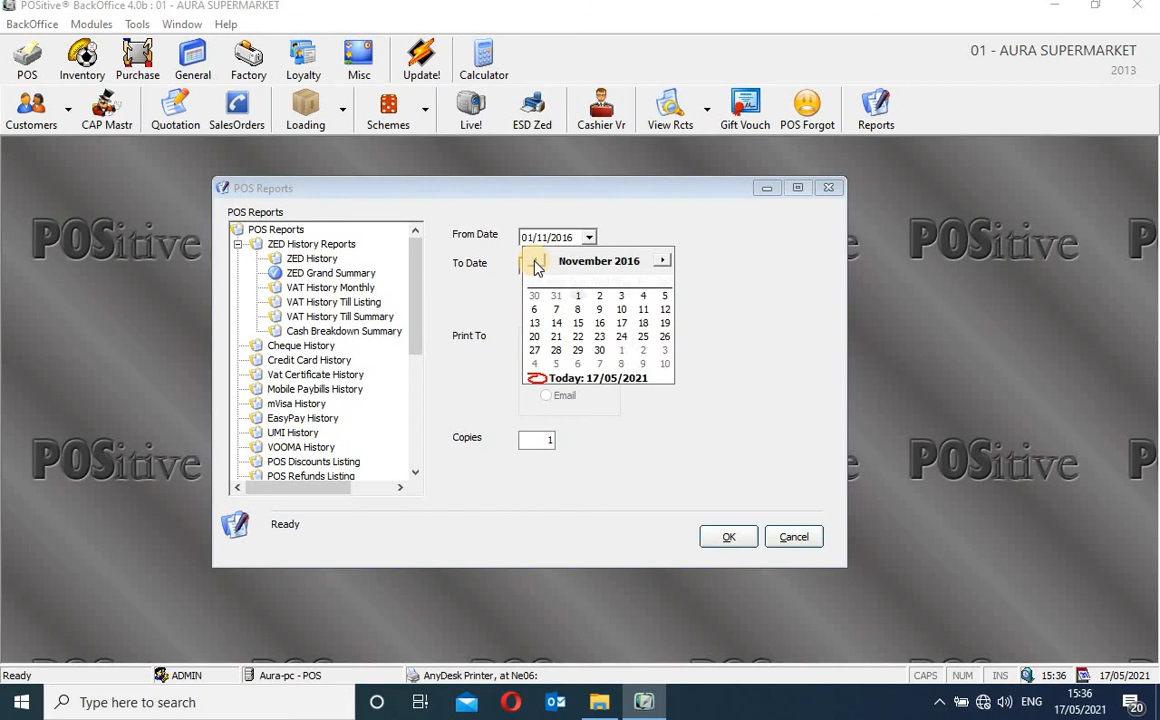 POSitive® BackOffice 4.0b : 01 - AURA SUPERMARKET
BackOffice Modules Tools Window Help
POS Inventory Purchase General Factory Loyalty Misc Update! Calculator
01 - AURA SUPERMARKET
2013
Customers CAP Mastr Quotation SalesOrders Loading Schemes Live! ESD Zed Cashier Vr View Rcts Gift Vouch POS Forgot Reports
POSitive POSitive POSitive
POSitive POSitive
POS Reports
POS Reports
POS Reports
ZED History Reports
ZED History
ZED Grand Summary
VAT History Monthly
VAT History Till Listing
VAT History Till Summary
Cash Breakdown Summary
Cheque History
Credit Card History
Vat Certificate History
Mobile Paybills History
mVisa History
EasyPay History
UMI History
VOOMA History
POS Discounts Listing
POS Refunds Listing
From Date 01/11/2016
To Date
November 2016
30 31 1 2 3 4 5
6 7 8 9 10 11 12
13 14 15 16 17 18 19
20 21 22 23 24 25 26
27 28 29 30 1 2 3
4 5 6 7 8 9 10
Today: 17/05/2021
Print To
Email
Copies 1
Ready
OK Cancel
Ready ADMIN Aura-pc - POS AnyDesk Printer, at Ne06: CAPS NUM INS 15:36 17/05/2021
Type here to search
ENG
15:36
17/05/2021
20